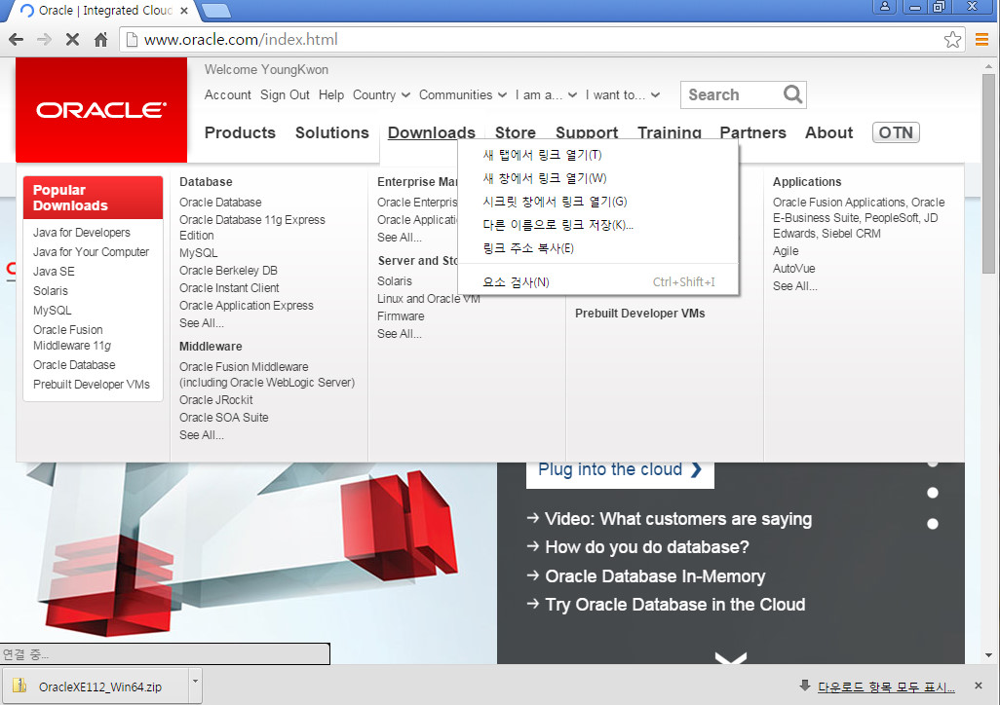 Oracle | Integrated Cloud
www.oracle.com/index.html
ORACLE
Welcome YoungKwon
Account Sign Out Help Country Communities I am a... I want to... Search
Products Solutions Downloads Store Support Training Partners About OTN
새 탭에서 링크 열기(T)
새 창에서 링크 열기(W)
시크릿 창에서 링크 열기(G)
다른 이름으로 링크 저장(K)...
링크 주소 복사(E)
요소 검사(N) Ctrl+Shift+I
Popular
Downloads
Java for Developers
Java for Your Computer
Java SE
Solaris
MySQL
Oracle Fusion
Middleware 11g
Oracle Database
Prebuilt Developer VMs
Database
Oracle Database
Oracle Database 11g Express
Edition
MySQL
Oracle Berkeley DB
Oracle Instant Client
Oracle Application Express
See All...
Middleware
Oracle Fusion Middleware
(including Oracle WebLogic Server)
Oracle JRockit
Oracle SOA Suite
See All...
Enterprise Mar
Oracle Enterpris
Oracle Applicati
See All...
Server and Sto
Solaris
Linux and Oracle VM
Firmware
See All...
Prebuilt Developer VMs
Applications
Oracle Fusion Applications, Oracle
E-Business Suite, PeopleSoft, JD
Edwards, Siebel CRM
Agile
AutoVue
See All...
Plug into the cloud
Video: What customers are saying
How do you do database?
Oracle Database In-Memory
Try Oracle Database in the Cloud
연결 중...
OracleXE112_Win64.zip
다운로드 항목 모두 표시...